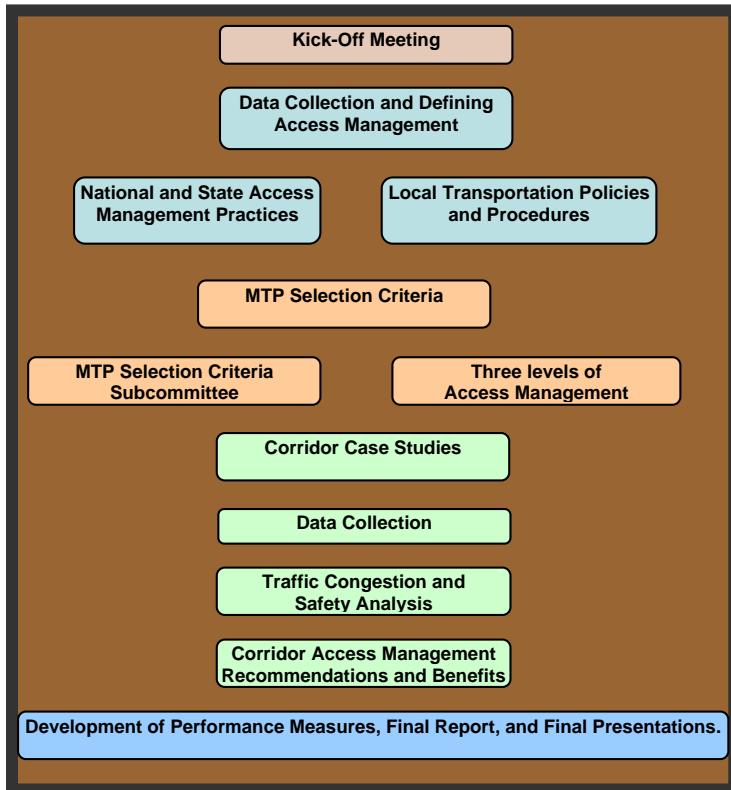 Kick-Off Meeting
Data Collection and Defining
Access Management
National and State Access
Management Practices
Local Transportation Policies
and Procedures
MTP Selection Criteria
MTP Selection Criteria
Subcommittee
Three levels of
Access Management
Corridor Case Studies
Data Collection
Traffic Congestion and
Safety Analysis
Corridor Access Management
Recommendations and Benefits
Development of Performance Measures, Final Report, and Final Presentations.